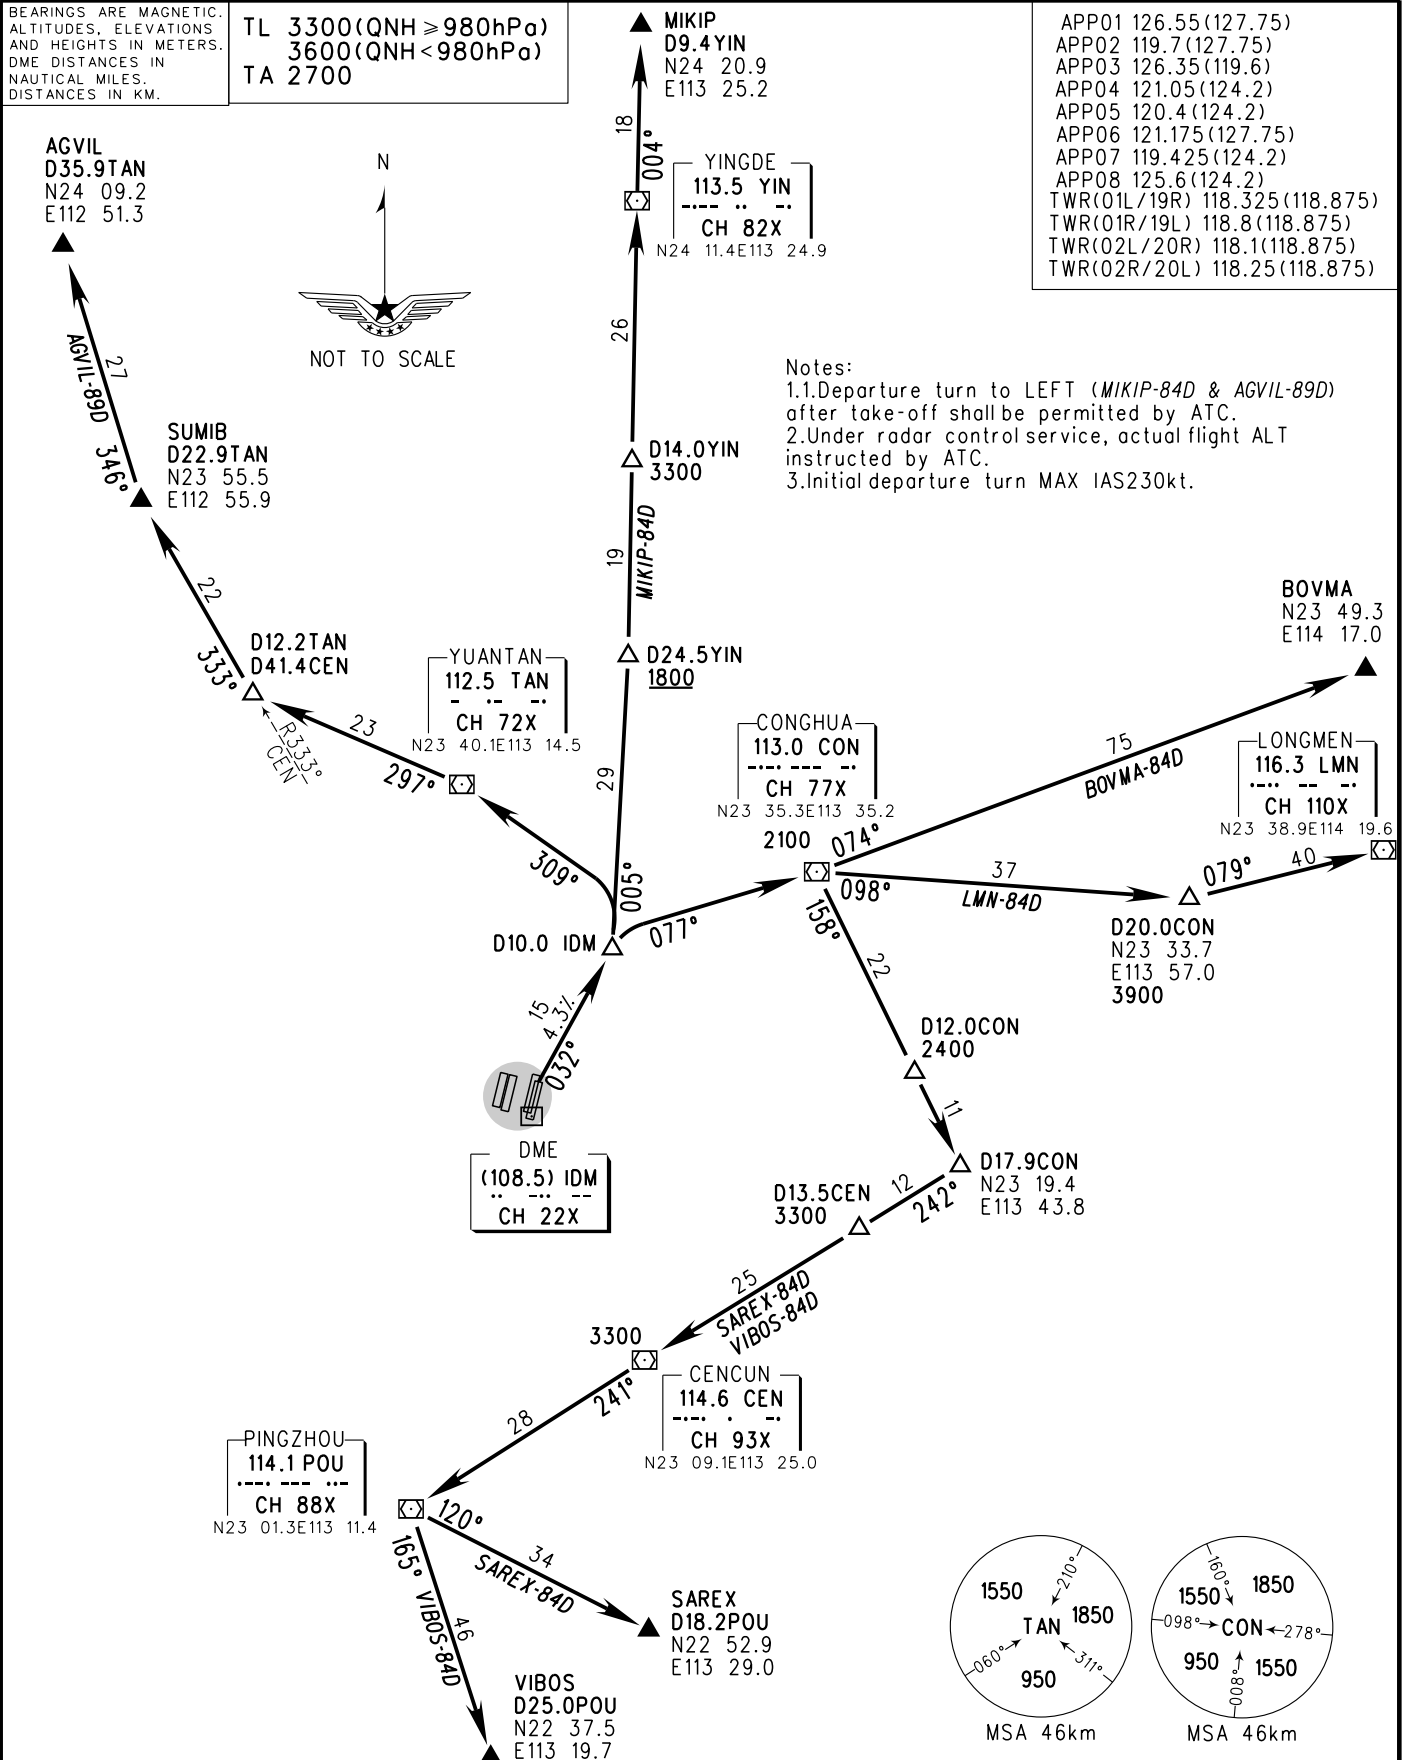 BEARINGS ARE MAGNETIC.
ALTITUDES, ELEVATIONS
AND HEIGHTS IN METERS.
DME DISTANCES IN
NAUTICAL MILES.
DISTANCES IN KM.
TL 3300(QNH≥980hPa)
3600(QNH<980hPa)
TA 2700
MIKIP
D9.4YIN
N24 20.9
E113 25.2
APP01 126.55(127.75)
APP02 119.7(127.75)
APP03 126.35(119.6)
APP04 121.05(124.2)
APP05 120.4(124.2)
APP06 121.175(127.75)
APP07 119.425(124.2)
APP08 125.6(124.2)
TWR(01L/19R) 118.325(118.875)
TWR(01R/19L) 118.8(118.875)
TWR(02L/20R) 118.1(118.875)
TWR(02R/20L) 118.25(118.875)
AGVIL
D35.9TAN
N24 09.2
E112 51.3
N
NOT TO SCALE
18
004°
YINGDE
113.5 YIN
-.-- .. -.
CH 82X
N24 11.4E113 24.9
26
Notes:
1.1.Departure turn to LEFT (MIKIP-84D & AGVIL-89D)
after take-off shall be permitted by ATC.
2.Under radar control service, actual flight ALT
instructed by ATC.
3.Initial departure turn MAX IAS230kt.
27
AGVIL-89D
346°
SUMIB
D22.9TAN
N23 55.5
E112 55.9
D14.0YIN
3300
19
MIKIP-84D
22
333°
D12.2TAN
D41.4CEN
R333°
CEN
23
297°
YUANTAN
112.5 TAN
- .- -.
CH 72X
N23 40.1E113 14.5
D24.5YIN
1800
29
005°
309°
BOVMA
N23 49.3
E114 17.0
CONGHUA
113.0 CON
-.-. --- -.
CH 77X
N23 35.3E113 35.2
2100
074°
75
BOVMA-84D
LONGMEN
116.3 LMN
.-.. -- -.
CH 110X
N23 38.9E114 19.6
098°
37
LMN-84D
079°
40
D20.0CON
N23 33.7
E113 57.0
3900
D10.0 IDM
077°
158°
22
15
4.3%
032°
D12.0CON
2400
11
DME
(108.5) IDM
.. -.. --
CH 22X
D17.9CON
N23 19.4
E113 43.8
12
242°
D13.5CEN
3300
25
SAREX-84D
VIBOS-84D
3300
241°
CENCUN
114.6 CEN
-.-. . -.
CH 93X
N23 09.1E113 25.0
28
PINGZHOU
114.1 POU
.--. --- ..-
CH 88X
N23 01.3E113 11.4
120°
34
SAREX-84D
165°
46
VIBOS-84D
SAREX
D18.2POU
N22 52.9
E113 29.0
VIBOS
D25.0POU
N22 37.5
E113 19.7
1550
210°
TAN
1850
060°
311°
950
MSA 46km
160°
1550
1850
098°
CON
278°
950
1550
008°
MSA 46km